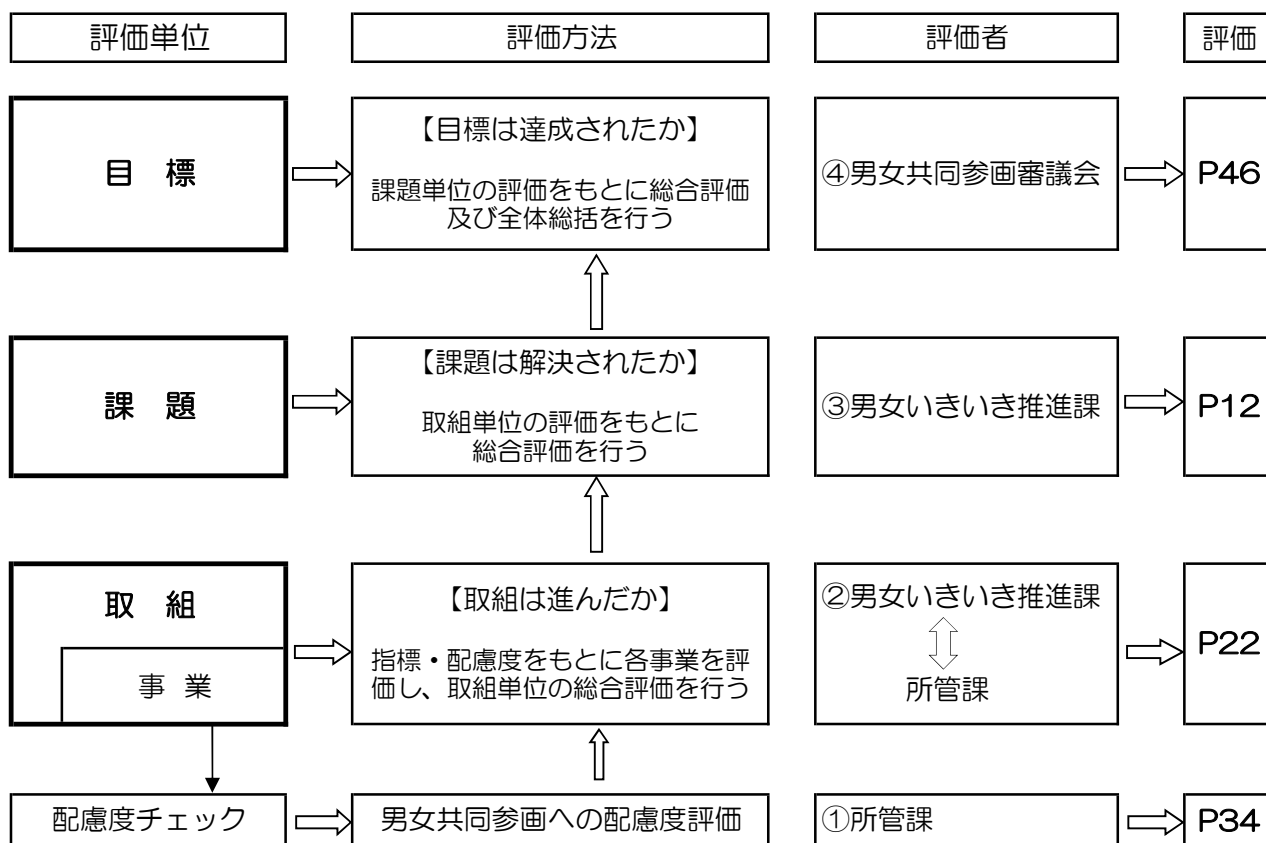 評価単位
評価方法
評価者
評価
目 標
【目標は達成されたか】
課題単位の評価をもとに総合評価
及び全体総括を行う
④男女共同参画審議会
P46
課 題
【課題は解決されたか】
取組単位の評価をもとに
総合評価を行う
③男女いきいき推進課
P12
取 組
事 業
【取組は進んだか】
指標・配慮度をもとに各事業を評
価し、取組単位の総合評価を行う
②男女いきいき推進課
所管課
P22
配慮度チェック
男女共同参画への配慮度評価
①所管課
P34